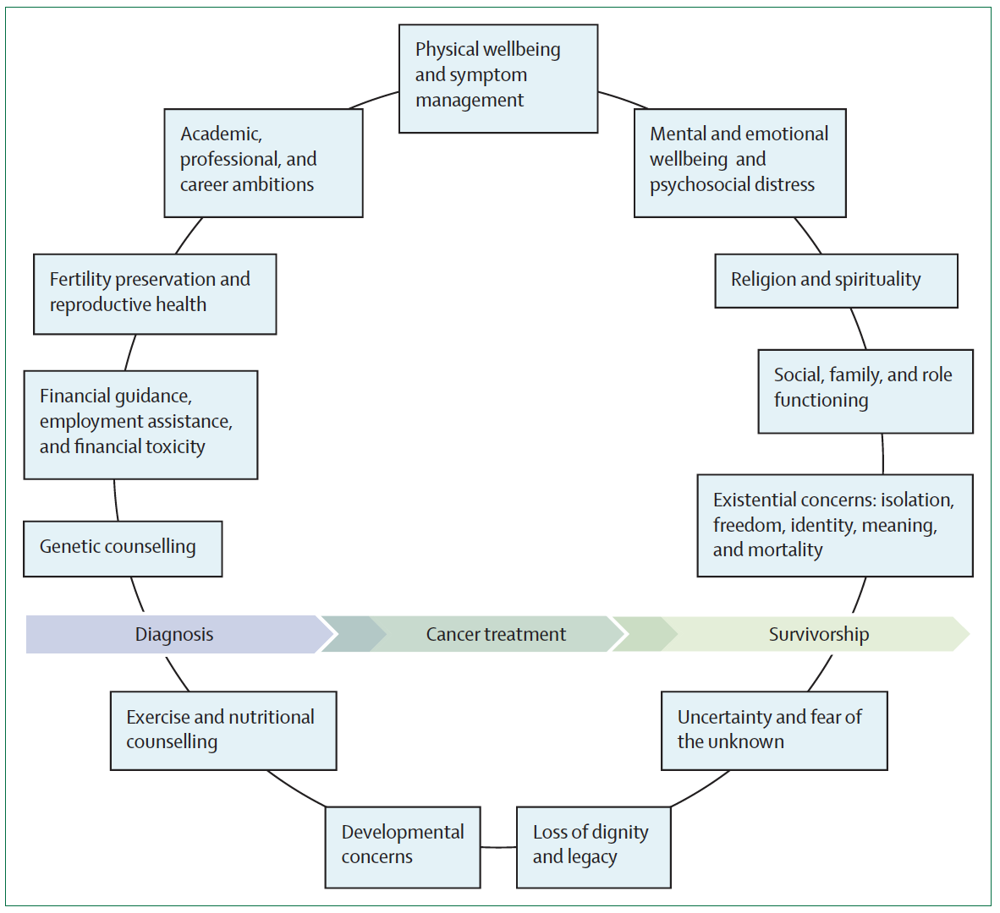 Physical wellbeing
and symptom
management
Academic,
professional, and
career ambitions
Mental and emotional
wellbeing and
psychosocial distress
Fertility preservation and
reproductive health
Religion and spirituality
Financial guidance,
employment assistance,
and financial toxicity
Social, family, and role
functioning
Genetic counselling
Existential concerns: isolation,
freedom, identity, meaning,
and mortality
Diagnosis
Cancer treatment
Survivorship
Exercise and nutritional
counselling
Uncertainty and fear of
the unknown
Developmental
concerns
Loss of dignity
and legacy